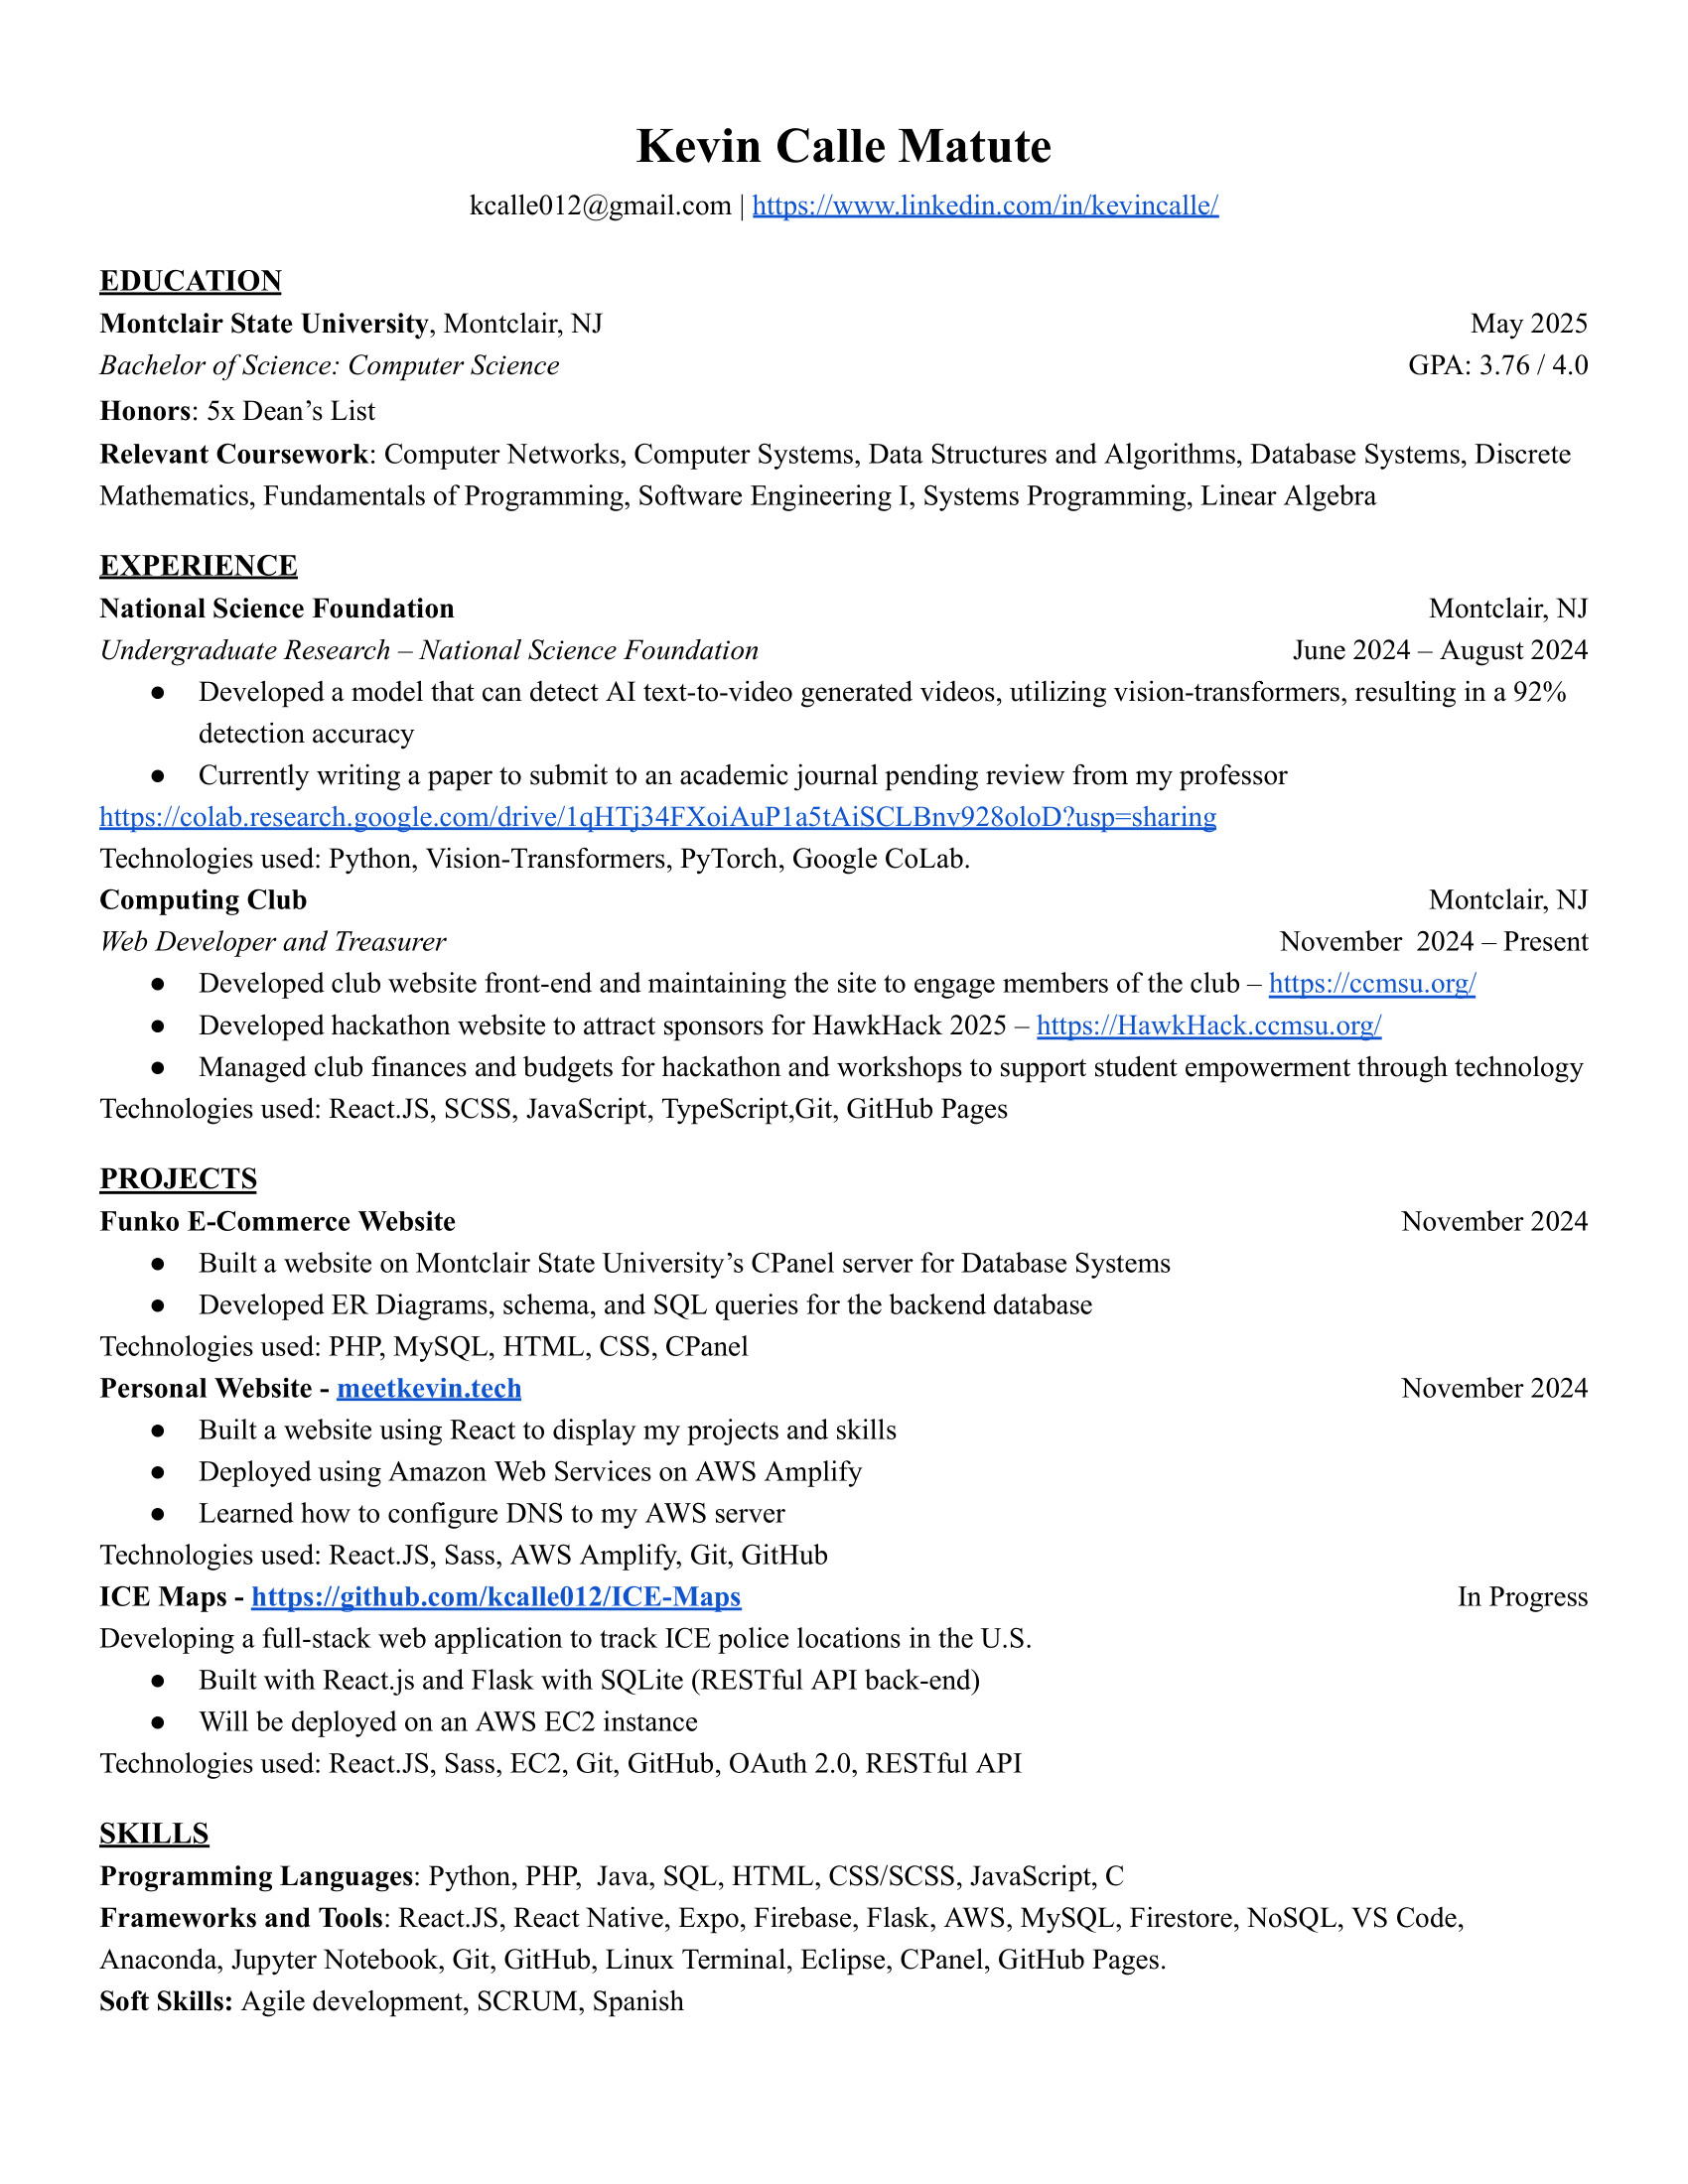 Kevin Calle Matute
kcalle012@gmail.com | https://www.linkedin.com/in/kevincalle/
EDUCATION
Montclair State University, Montclair, NJ May 2025
Bachelor of Science: Computer Science GPA: 3.76 / 4.0
Honors: 5x Dean’s List
Relevant Coursework: Computer Networks, Computer Systems, Data Structures and Algorithms, Database Systems, Discrete
Mathematics, Fundamentals of Programming, Software Engineering I, Systems Programming, Linear Algebra
EXPERIENCE
National Science Foundation Montclair, NJ
Undergraduate Research – National Science Foundation June 2024 – August 2024
● Developed a model that can detect AI text-to-video generated videos, utilizing vision-transformers, resulting in a 92%
detection accuracy
● Currently writing a paper to submit to an academic journal pending review from my professor
https://colab.research.google.com/drive/1qHTj34FXoiAuP1a5tAiSCLBnv928oloD?usp=sharing
Technologies used: Python, Vision-Transformers, PyTorch, Google CoLab.
Computing Club Montclair, NJ
Web Developer and Treasurer November  2024 – Present
● Developed club website front-end and maintaining the site to engage members of the club – https://ccmsu.org/
● Developed hackathon website to attract sponsors for HawkHack 2025 – https://HawkHack.ccmsu.org/
● Managed club finances and budgets for hackathon and workshops to support student empowerment through technology
Technologies used: React.JS, SCSS, JavaScript, TypeScript,Git, GitHub Pages
PROJECTS
Funko E-Commerce Website November 2024
● Built a website on Montclair State University’s CPanel server for Database Systems
● Developed ER Diagrams, schema, and SQL queries for the backend database
Technologies used: PHP, MySQL, HTML, CSS, CPanel
Personal Website - meetkevin.tech November 2024
● Built a website using React to display my projects and skills
● Deployed using Amazon Web Services on AWS Amplify
● Learned how to configure DNS to my AWS server
Technologies used: React.JS, Sass, AWS Amplify, Git, GitHub
ICE Maps - https://github.com/kcalle012/ICE-Maps In Progress
Developing a full-stack web application to track ICE police locations in the U.S.
● Built with React.js and Flask with SQLite (RESTful API back-end)
● Will be deployed on an AWS EC2 instance
Technologies used: React.JS, Sass, EC2, Git, GitHub, OAuth 2.0, RESTful API
SKILLS
Programming Languages: Python, PHP,  Java, SQL, HTML, CSS/SCSS, JavaScript, C
Frameworks and Tools: React.JS, React Native, Expo, Firebase, Flask, AWS, MySQL, Firestore, NoSQL, VS Code,
Anaconda, Jupyter Notebook, Git, GitHub, Linux Terminal, Eclipse, CPanel, GitHub Pages.
Soft Skills: Agile development, SCRUM, Spanish